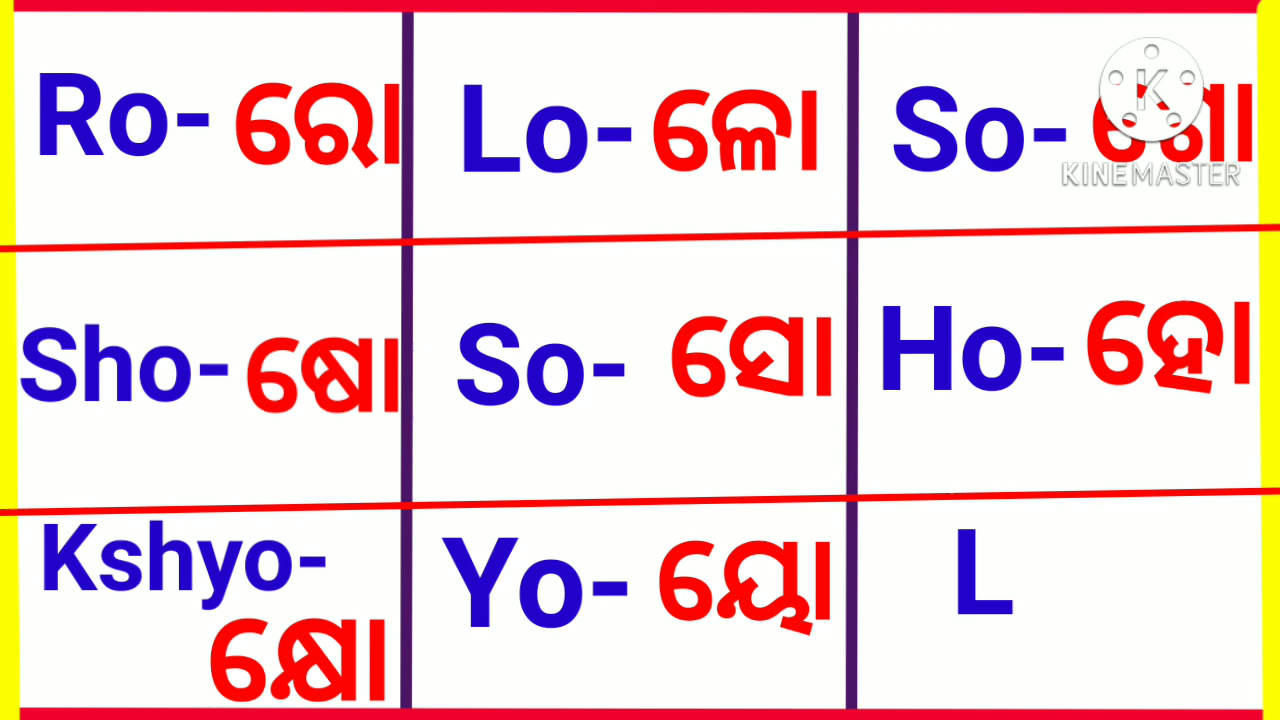 Ro- ରୋ
Lo- ଳୋ
So- ଶୋ
KINEMASTER
Sho- ଷୋ
So- ସୋ
Ho- ହୋ
Kshyo-
କ୍ଷୋ
Yo- ୟୋ
L